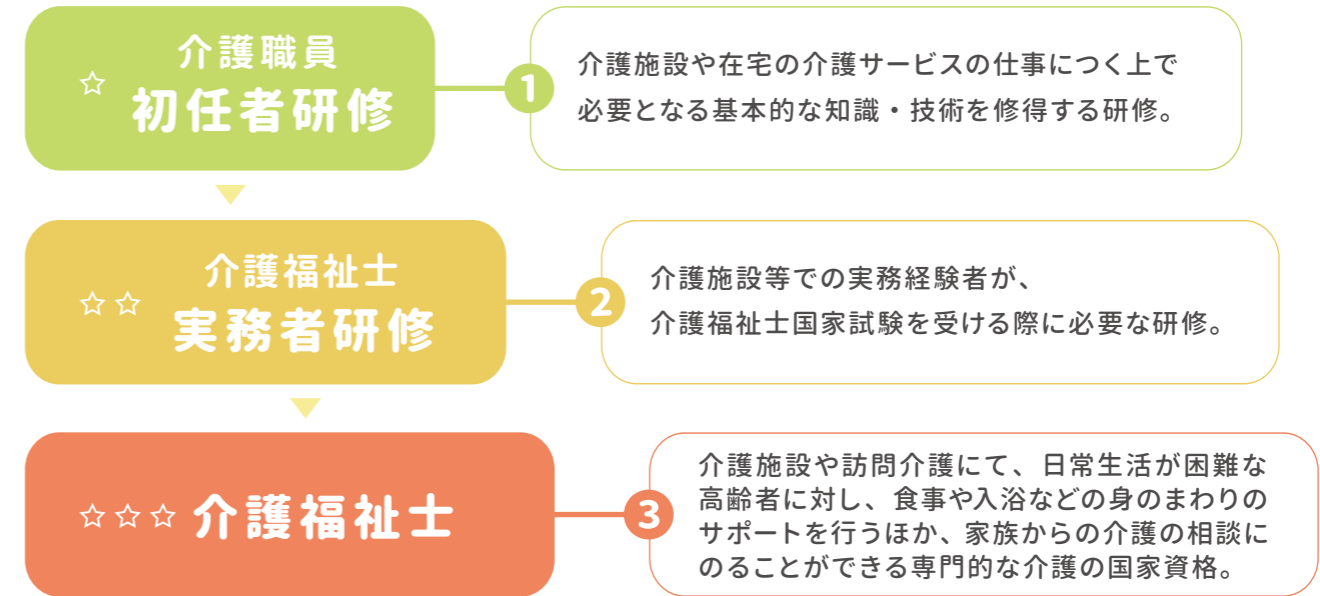 ☆ 介護職員
初任者研修
1
介護施設や在宅の介護サービスの仕事につく上で
必要となる基本的な知識・技術を修得する研修。
☆☆ 介護福祉士
実務者研修
2
介護施設等での実務経験者が、
介護福祉士国家試験を受ける際に必要な研修。
☆☆☆ 介護福祉士
3
介護施設や訪問介護にて、日常生活が困難な
高齢者に対し、食事や入浴などの身のまわりの
サポートを行うほか、家族からの介護の相談に
のることができる専門的な介護の国家資格。